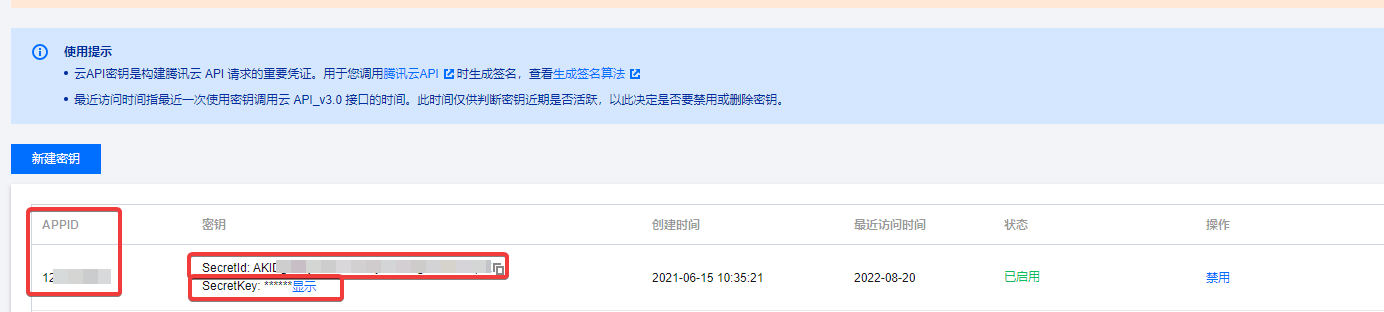 使用提示
云API密钥是构建腾讯云 API 请求的重要凭证。用于您调用腾讯云API 时生成签名，查看生成签名算法
最近访问时间指最近一次使用密钥调用云 API_v3.0 接口的时间。此时间仅供判断密钥近期是否活跃，以此决定是否要禁用或删除密钥。
新建密钥
APPID 密钥 创建时间 最近访问时间 状态 操作
12 SecretId: AKID 2021-06-15 10:35:21 2022-08-20 已启用 禁用
SecretKey: ******显示